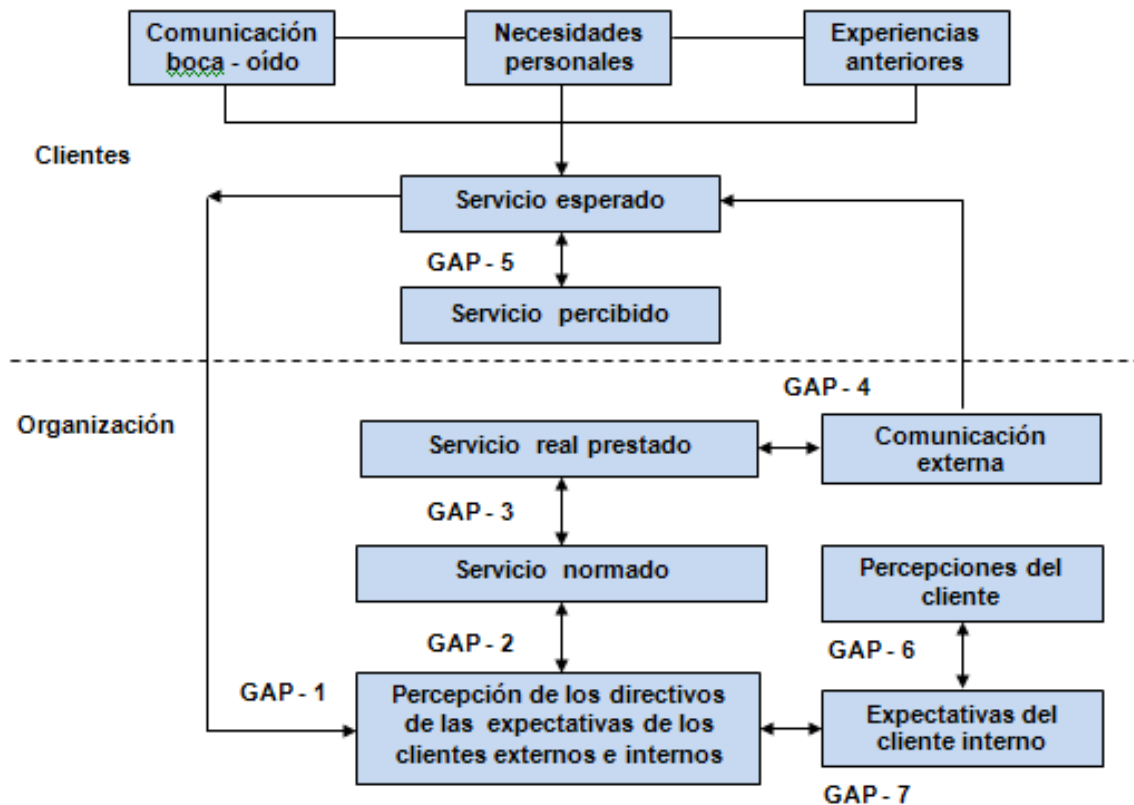 Comunicación
boca - oído
Necesidades
personales
Experiencias
anteriores
Clientes
Servicio esperado
GAP - 5
Servicio percibido
GAP - 4
Organización
Servicio real prestado
Comunicación
externa
GAP - 3
Servicio normado
Percepciones del
cliente
GAP - 2
GAP - 6
GAP - 1
Percepción de los directivos
de las expectativas de los
clientes externos e internos
Expectativas del
cliente interno
GAP - 7